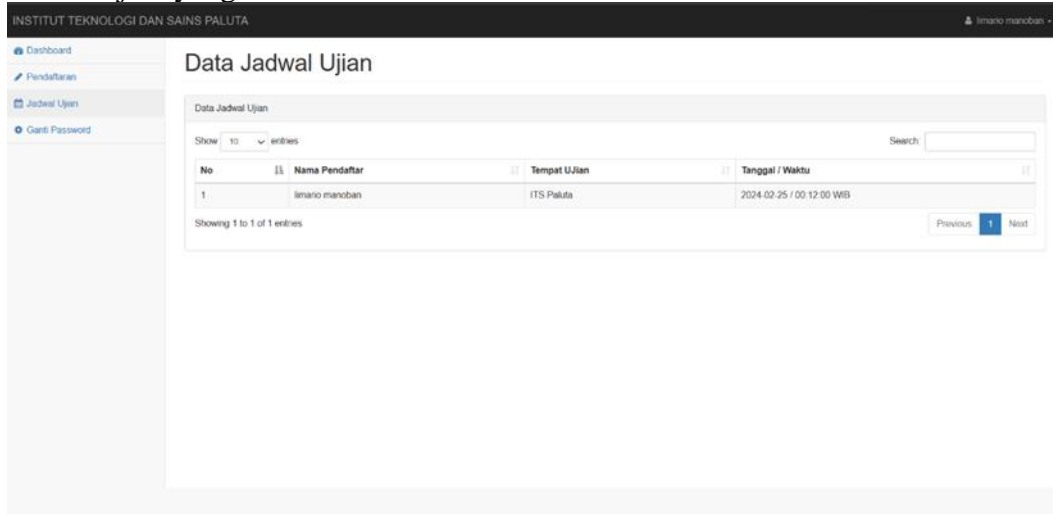 INSTITUT TEKNOLOGI DAN SAINS PALUTA
limario manoban
Dashboard
Pendaftaran
Jadwal Ujian
Ganti Password
Data Jadwal Ujian
Data Jadwal Ujian
Show 10 entries
Search:
No Nama Pendaftar Tempat UJian Tanggal / Waktu
1 limario manoban ITS Paluta 2024-02-25 / 00:12:00 WIB
Showing 1 to 1 of 1 entries
Previous 1 Next